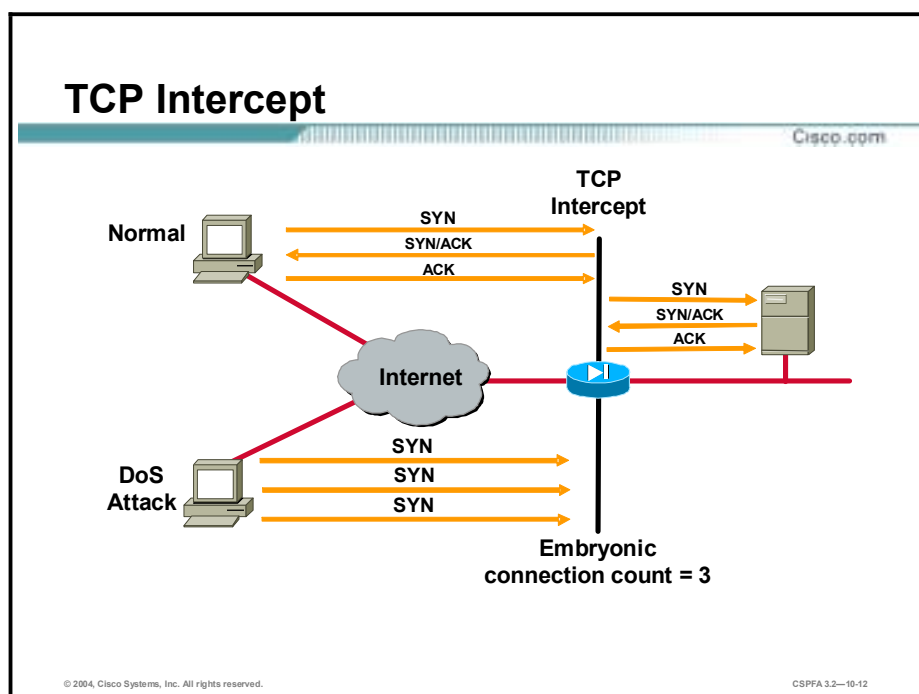 TCP Intercept
Cisco.com
TCP
Intercept
Normal
SYN
SYN/ACK
ACK
SYN
SYN/ACK
ACK
Internet
DoS
Attack
SYN
SYN
SYN
Embryonic
connection count = 3
© 2004, Cisco Systems, Inc. All rights reserved.
CSPFA 3.2—10-12